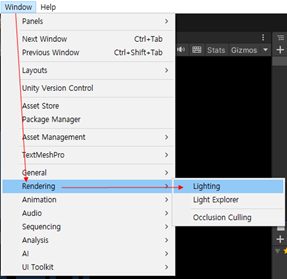 Window Help
Panels
Next Window Ctrl+Tab
Previous Window Ctrl+Shift+Tab
Stats Gizmos
Layouts
Unity Version Control
Asset Store
Package Manager
Asset Management
TextMeshPro
General
Rendering
Lighting
Animation
Light Explorer
Audio
Occlusion Culling
Sequencing
Analysis
AI
UI Toolkit